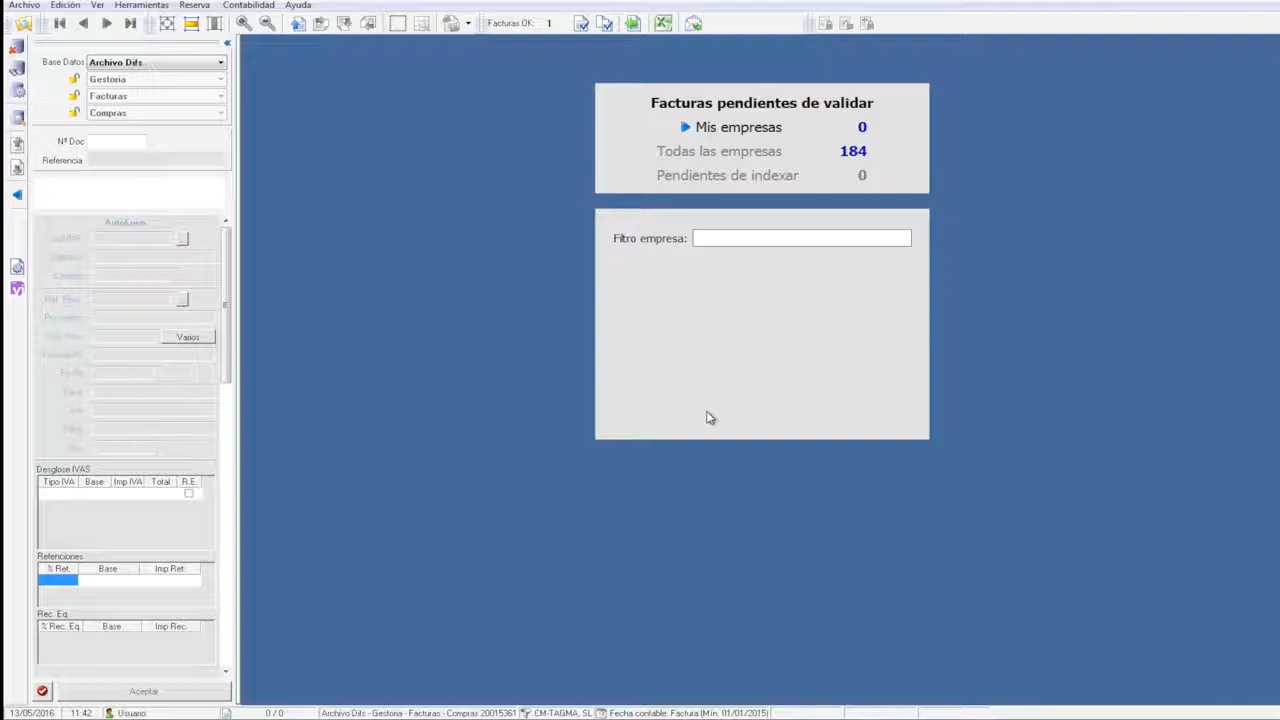 Archivo Edición Ver Herramientas Reserva Contabilidad Ayuda
Facturas OK: 1
Base Datos Archivo Difs
Gestoria
Facturas
Compras
Nº Doc
Referencia
AutoForm
Varios
Desglose IVAS
Tipo IVA Base Imp IVA Total R.E.
Retenciones
% Ret. Base Imp Ret.
Rec. Eq.
% Rec. Eq. Base Imp Rec.
Aceptar
Facturas pendientes de validar
Mis empresas 0
Todas las empresas 184
Pendientes de indexar 0
Filtro empresa:
13/05/2016 11:42 Usuario: 0 / 0 Archivo Difs - Gestoria - Facturas - Compras 20015361 CM-TAGMA, SL Fecha contable: Factura (Mín. 01/01/2015)